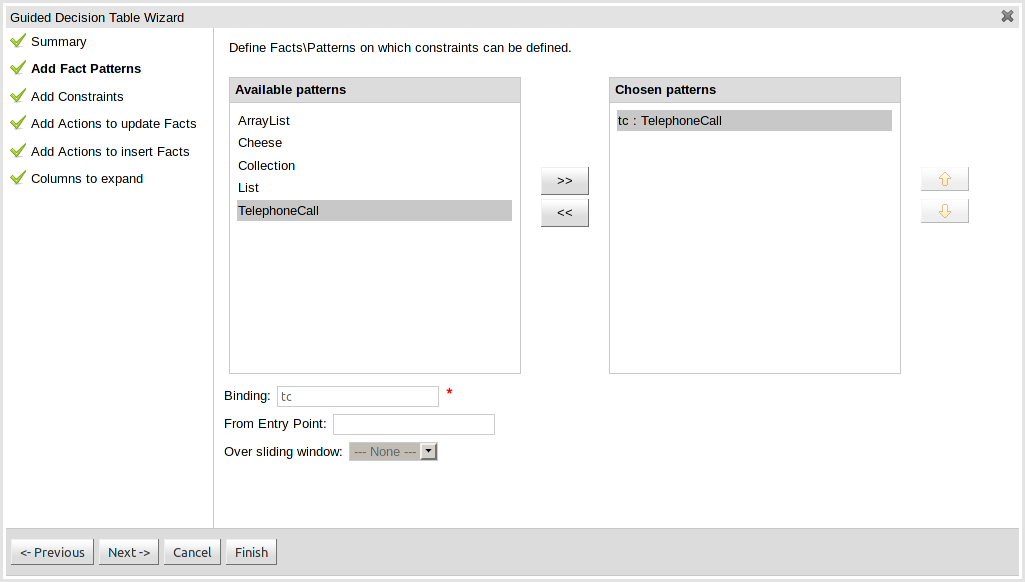 Guided Decision Table Wizard
Summary
Add Fact Patterns
Add Constraints
Add Actions to update Facts
Add Actions to insert Facts
Columns to expand
Define Facts\Patterns on which constraints can be defined.
Available patterns
ArrayList
Cheese
Collection
List
TelephoneCall
>>
<<
Chosen patterns
tc : TelephoneCall
Binding: tc *
From Entry Point:
Over sliding window: --- None ---
<- Previous Next -> Cancel Finish